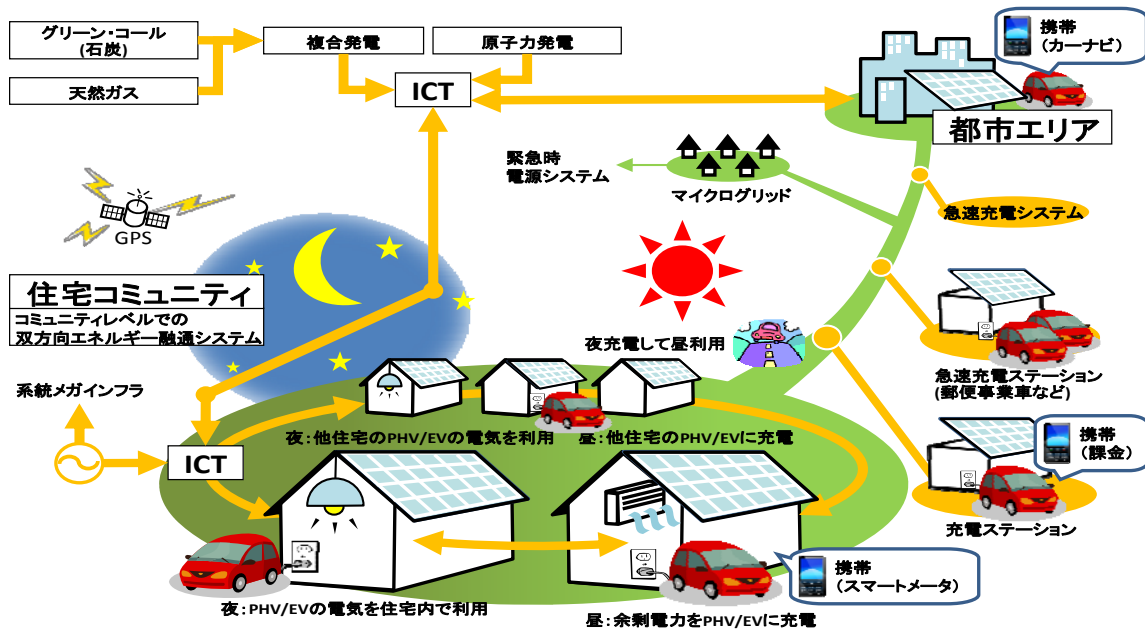 グリーン・コール
(石炭)
複合発電
原子力発電
天然ガス
ICT
携帯
(カーナビ)
都市エリア
緊急時
電源システム
マイクログリッド
急速充電システム
GPS
住宅コミュニティ
コミュニティレベルでの
双方向エネルギー融通システム
夜充電して昼利用
急速充電ステーション
(郵便事業車など)
系統メガインフラ
夜：他住宅のPHV/EVの電気を利用
昼：他住宅のPHV/EVに充電
ICT
携帯
(課金)
充電ステーション
携帯
(スマートメータ)
夜：PHV/EVの電気を住宅内で利用
昼：余剰電力をPHV/EVに充電